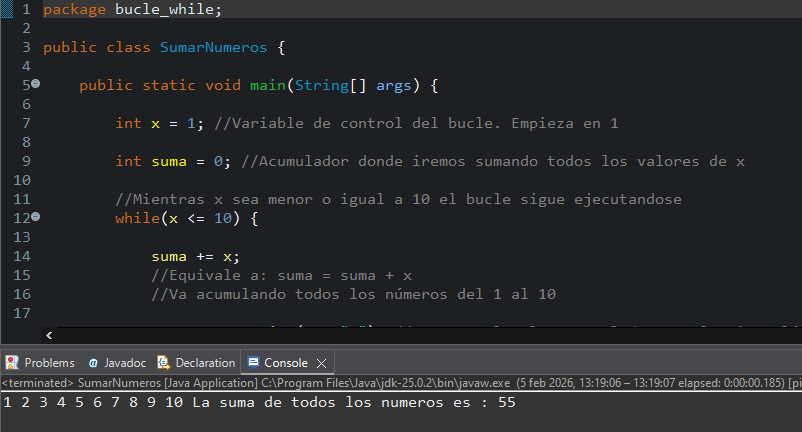 1 package bucle_while;
2
3 public class SumarNumeros {
4
5 public static void main(String[] args) {
6
7 int x = 1; //Variable de control del bucle. Empieza en 1
8
9 int suma = 0; //Acumulador donde iremos sumando todos los valores de x
10
11 //Mientras x sea menor o igual a 10 el bucle sigue ejecutandose
12 while(x <= 10) {
13
14 suma += x;
15 //Equivale a: suma = suma + x
16 //Va acumulando todos los números del 1 al 10
17
Problems Javadoc Declaration Console
<terminated> SumarNumeros [Java Application] C:\Program Files\Java\jdk-25.0.2\bin\javaw.exe (5 feb 2026, 13:19:06 – 13:19:07 elapsed: 0:00:00.185) [pi
1 2 3 4 5 6 7 8 9 10 La suma de todos los numeros es : 55